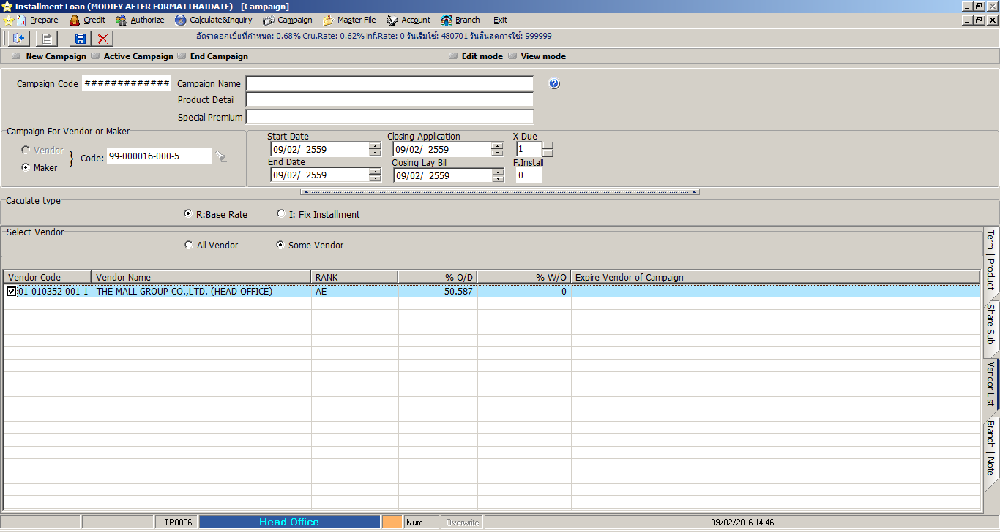 Installment Loan (MODIFY AFTER FORMATTHAIDATE) - [Campaign]
Prepare Credit Authorize Calculate&Inquiry Campaign Master File Account Branch Exit
อัตราดอกเบี้ยที่กำหนด: 0.68% Cru.Rate: 0.62% inf.Rate: 0 วันเริ่มใช้: 480701 วันสิ้นสุดการใช้: 999999
New Campaign Active Campaign End Campaign Edit mode View mode
Campaign Code ############# Campaign Name
Product Detail
Special Premium
Campaign For Vendor or Maker
Vendor
Maker
Code: 99-000016-000-5
Start Date Closing Application X-Due
09/02/ 2559 09/02/ 2559 1
End Date Closing Lay Bill F.Install
09/02/ 2559 09/02/ 2559 0
Caculate type
R:Base Rate I: Fix Installment
Select Vendor
All Vendor Some Vendor
Vendor Code Vendor Name RANK % O/D % W/O Expire Vendor of Campaign
01-010352-001-1 THE MALL GROUP CO.,LTD. (HEAD OFFICE) AE 50.587 0
Term | Product
Share Sub.
Vendor List
Branch | Note
ITP0006 Head Office Num Overwrite 09/02/2016 14:46